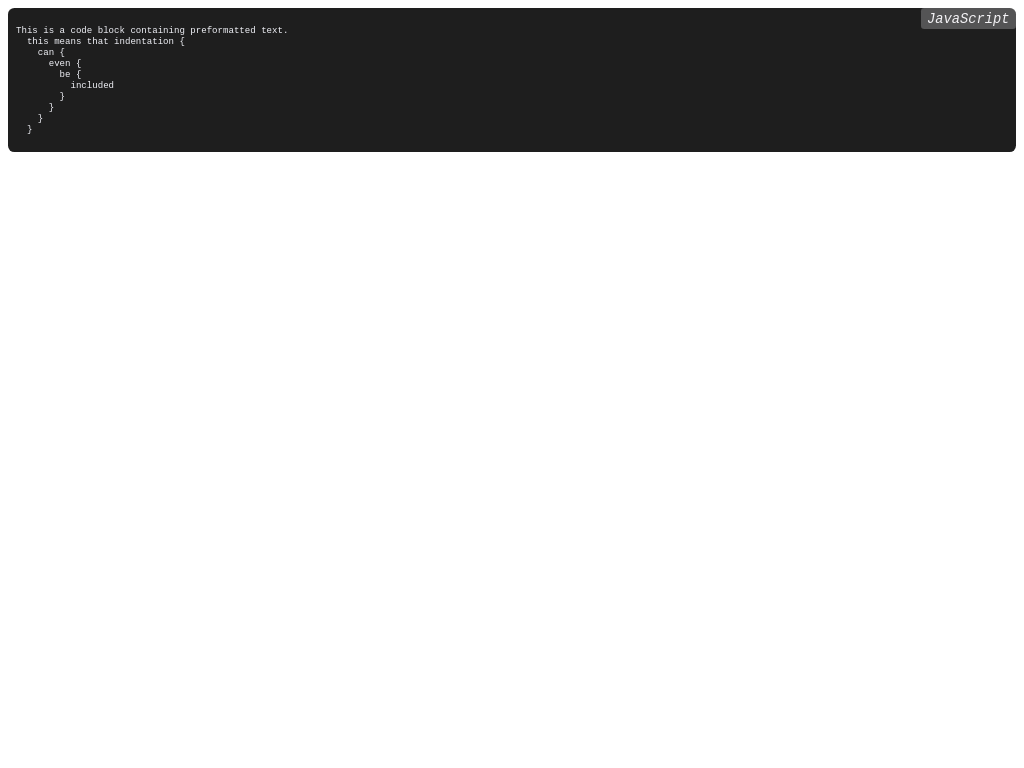 JavaScript
This is a code block containing preformatted text.
  this means that indentation {
    can {
      even {
        be {
          included
        }
      }
    }
  }